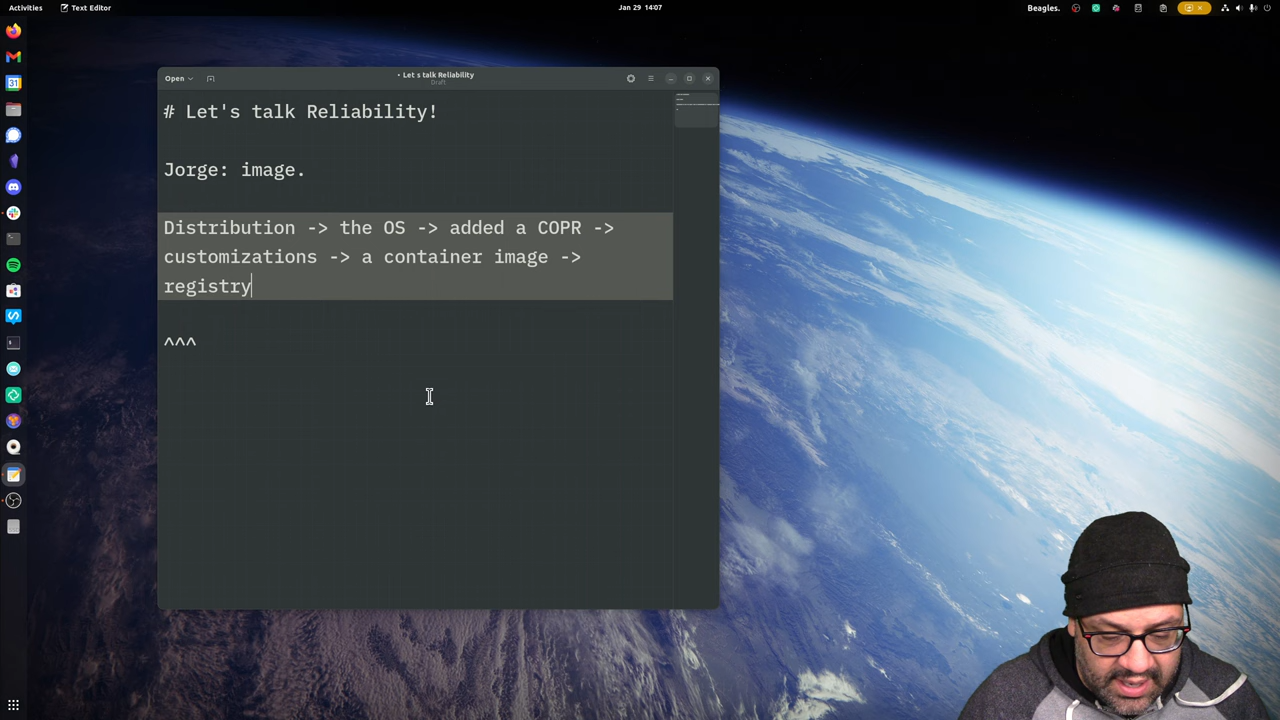 Activities
Text Editor
Jan 29 14:07
Beagles.
Open
• Let s talk Reliability
Draft
# Let's talk Reliability!
Jorge: image.
Distribution -> the OS -> added a COPR ->
customizations -> a container image ->
registry
^^^